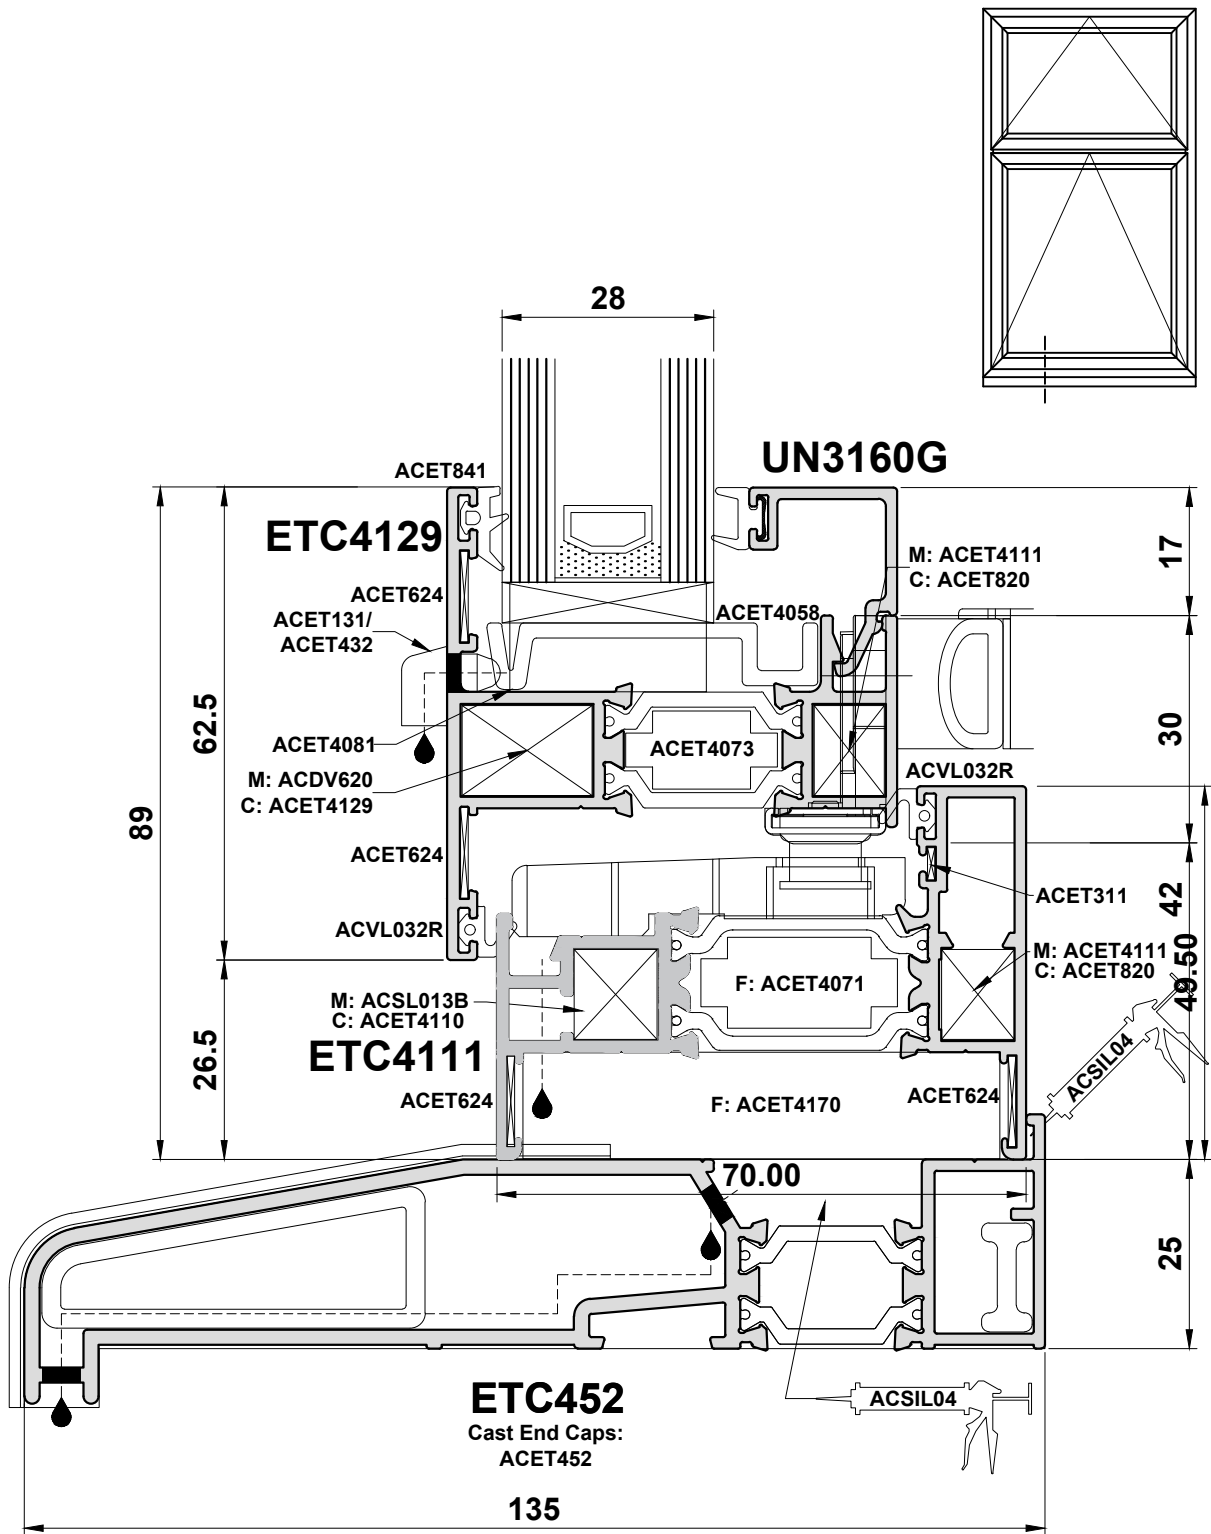 28
ACET841
UN3160G
ETC4129
M: ACET4111
C: ACET820
17
ACET624
ACET131/
ACET432
ACET4058
62.5
30
ACET4081
ACET4073
M: ACDV620
C: ACET4129
ACVL032R
89
ACET624
ACET311
42
ACVL032R
M: ACET4111
C: ACET820
49.50
F: ACET4071
M: ACSL013B
C: ACET4110
ETC4111
26.5
ACSIL04
ACET624
F: ACET4170
ACET624
70.00
25
ETC452
Cast End Caps:
ACET452
ACSIL04
135